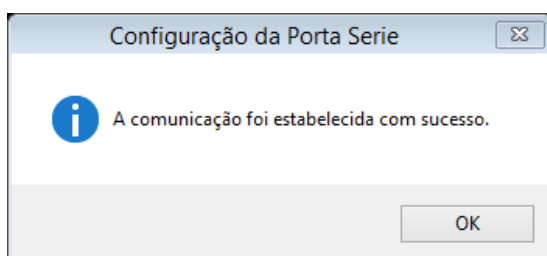 Configuração da Porta Serie
A comunicação foi estabelecida com sucesso.
OK